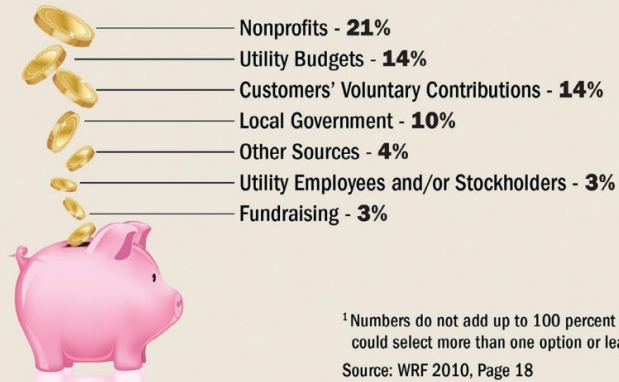 Nonprofits - 21%
Utility Budgets - 14%
Customers' Voluntary Contributions - 14%
Local Government - 10%
Other Sources - 4%
Utility Employees and/or Stockholders - 3%
Fundraising - 3%
¹ Numbers do not add up to 100 percent
could select more than one option or
Source: WRF 2010, Page 18